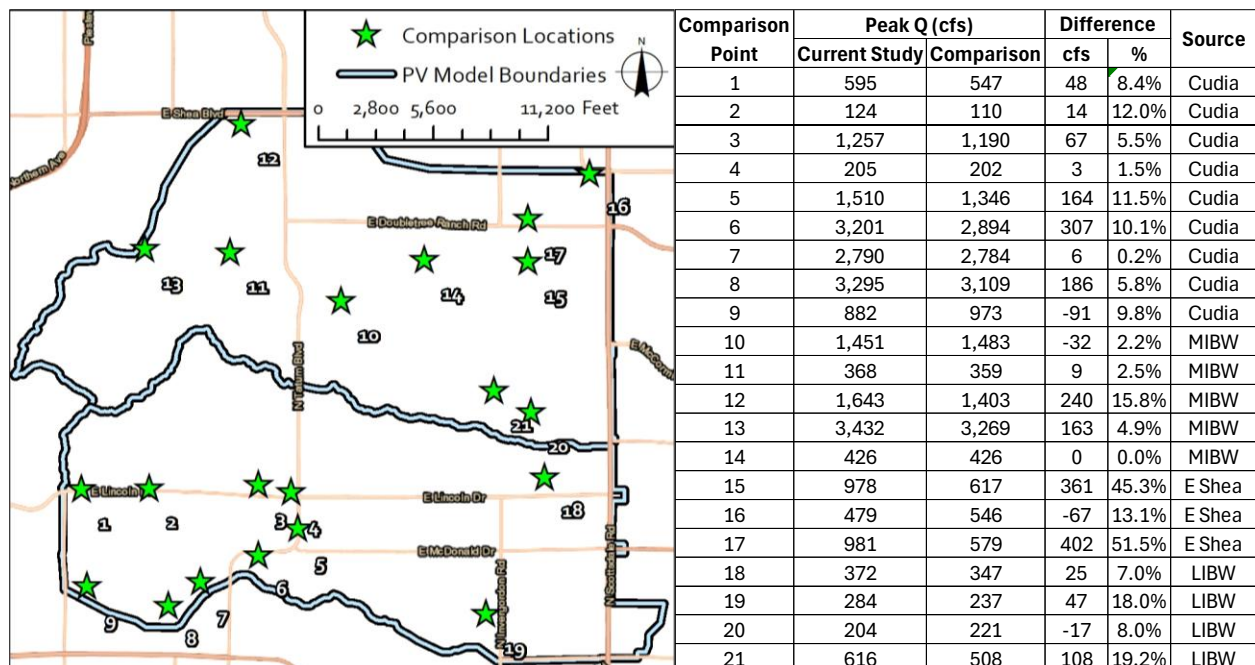 Comparison Locations
PV Model Boundaries
N
0 2,800 5,600 11,200 Feet
E Shea Blvd
Northern Ave
12
16
E Doubletree Ranch Rd
17
13
11
14
15
10
N Tatum Blvd
21
20
E Lincoln
E Lincoln Dr
18
1
2
3
4
N Scottsdale Rd
E McDonald Dr
5
6
7
8
9
N Invergordon Rd
19
Comparison Point Peak Q (cfs) Difference Source
Current Study Comparison cfs %
1 595 547 48 8.4% Cudia
2 124 110 14 12.0% Cudia
3 1,257 1,190 67 5.5% Cudia
4 205 202 3 1.5% Cudia
5 1,510 1,346 164 11.5% Cudia
6 3,201 2,894 307 10.1% Cudia
7 2,790 2,784 6 0.2% Cudia
8 3,295 3,109 186 5.8% Cudia
9 882 973 -91 9.8% Cudia
10 1,451 1,483 -32 2.2% MIBW
11 368 359 9 2.5% MIBW
12 1,643 1,403 240 15.8% MIBW
13 3,432 3,269 163 4.9% MIBW
14 426 426 0 0.0% MIBW
15 978 617 361 45.3% E Shea
16 479 546 -67 13.1% E Shea
17 981 579 402 51.5% E Shea
18 372 347 25 7.0% LIBW
19 284 237 47 18.0% LIBW
20 204 221 -17 8.0% LIBW
21 616 508 108 19.2% LIBW